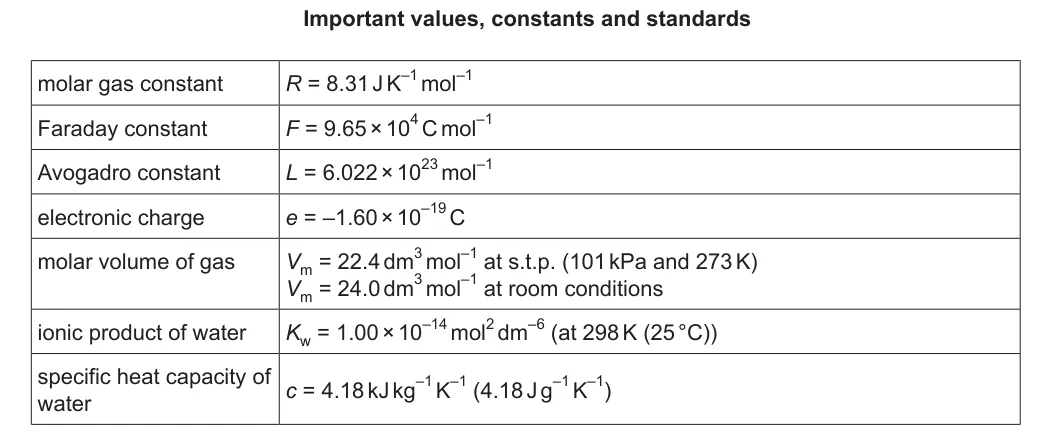 Important values, constants and standards
molar gas constant R = 8.31 J K⁻¹ mol⁻¹
Faraday constant F = 9.65 × 10⁴ C mol⁻¹
Avogadro constant L = 6.022 × 10²³ mol⁻¹
electronic charge e = –1.60 × 10⁻¹⁹ C
molar volume of gas Vₘ = 22.4 dm³ mol⁻¹ at s.t.p. (101 kPa and 273 K)
Vₘ = 24.0 dm³ mol⁻¹ at room conditions
ionic product of water K_w = 1.00 × 10⁻¹⁴ mol² dm⁻⁶ (at 298 K (25 °C))
specific heat capacity of
water
c = 4.18 kJ kg⁻¹ K⁻¹ (4.18 J g⁻¹ K⁻¹)